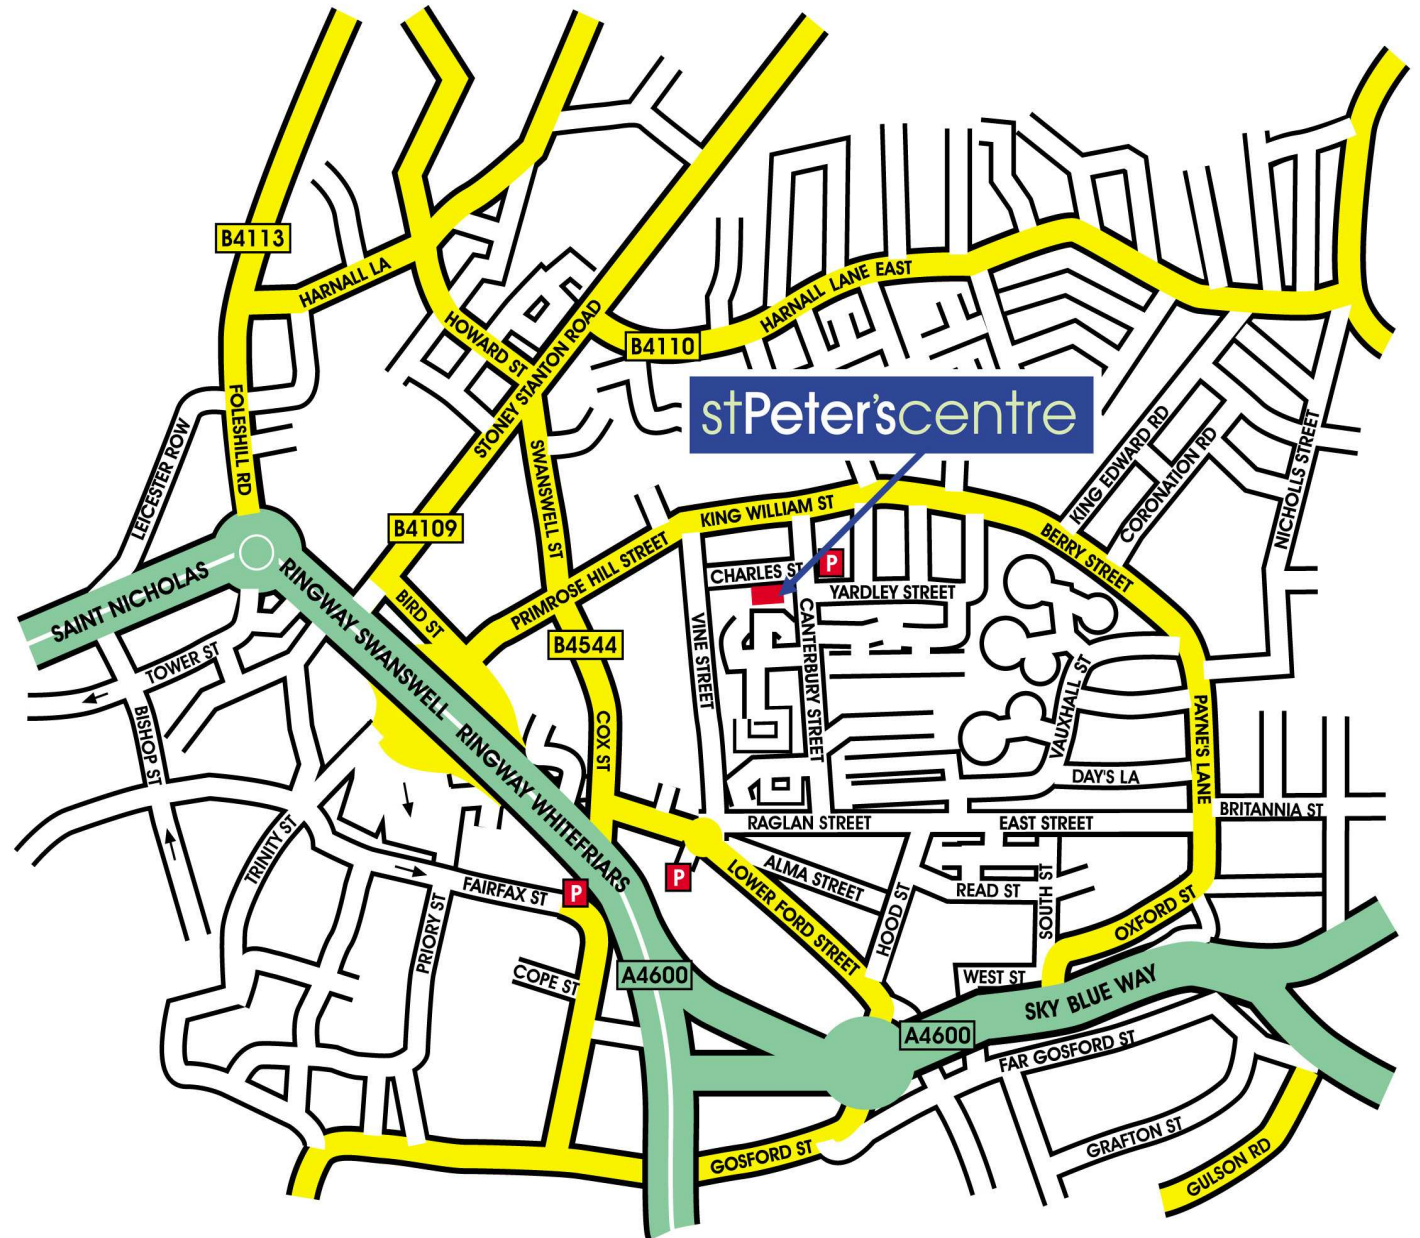 B4113
HARNALL LA
HOWARD ST
STONEY STANTON ROAD
B4110
HARNALL LANE EAST
stPeter'scentre
FOLESHILL RD
LEICESTER ROW
SWANSWELL ST
B4109
KING WILLIAM ST
KING EDWARD RD
CORONATION RD
NICHOLLS STREET
BERRY STREET
PRIMROSE HILL STREET
CHARLES ST
P
YARDLEY STREET
SAINT NICHOLAS
RINGWAY SWANSWELL
BIRD ST
B4544
VINE STREET
CANTERBURY STREET
TOWER ST
BISHOP ST
COX ST
VAUXHALL ST
PAYNE'S LANE
RINGWAY WHITEFRIARS
DAY'S LA
BRITANNIA ST
RAGLAN STREET
EAST STREET
TRINITY ST
FAIRFAX ST
P
P
ALMA STREET
LOWER FORD STREET
HOOD ST
READ ST
SOUTH ST
OXFORD ST
PRIORY ST
COPE ST
A4600
WEST ST
SKY BLUE WAY
A4600
FAR GOSFORD ST
GOSFORD ST
GRAFTON ST
GULSON RD